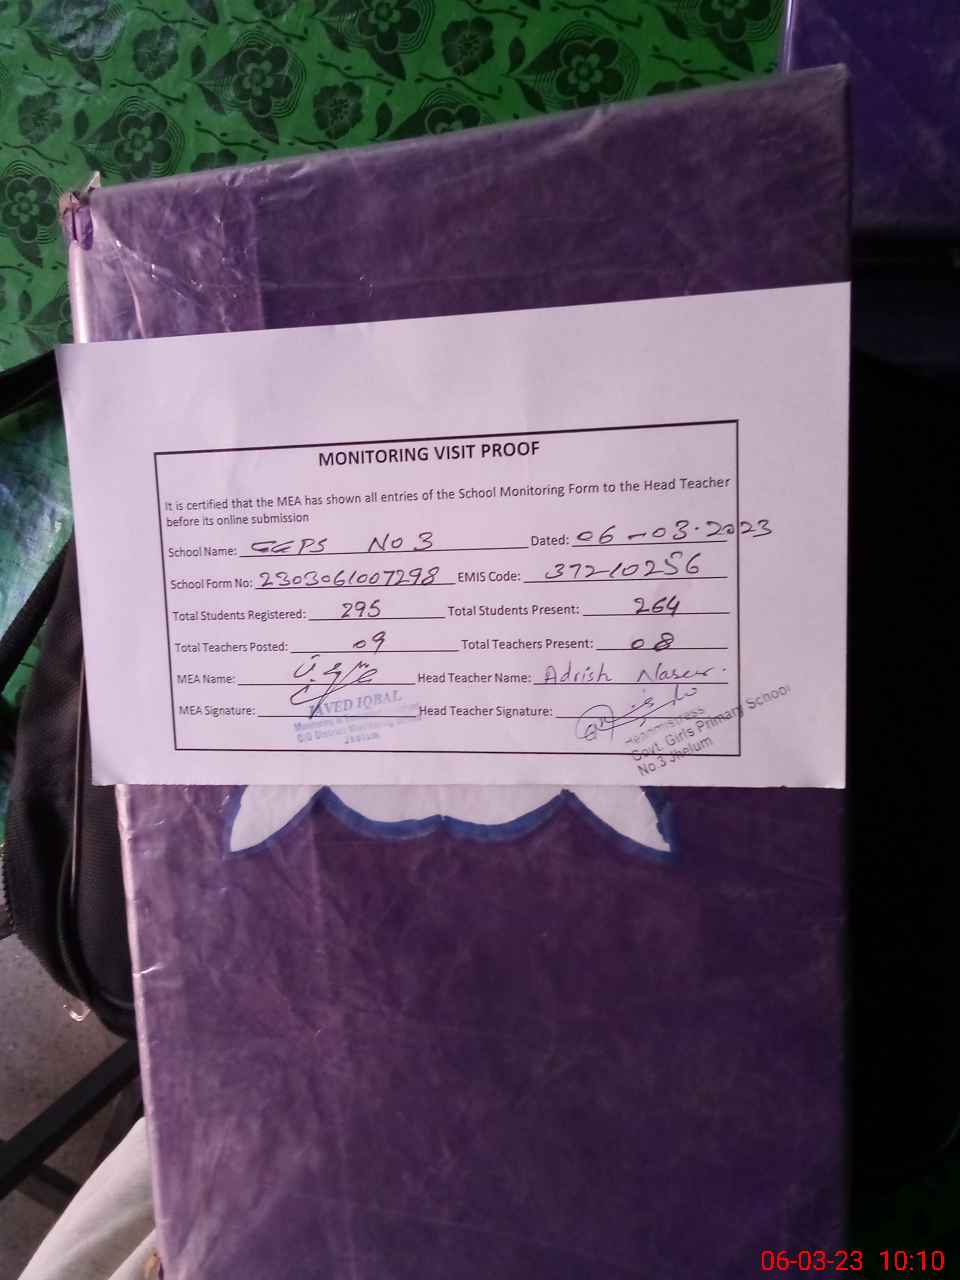 MONITORING VISIT PROOF
It is certified that the MEA has shown all entries of the School Monitoring Form to the Head Teacher
before its online submission
School Name: GGPS No 3 Dated: 06-03-2023
School Form No: 2303061007298 EMIS Code: 37210256
Total Students Registered: 295 Total Students Present: 264
Total Teachers Posted: 09 Total Teachers Present: 08
MEA Name: Head Teacher Name: Adrish Naseer
MEA Signature: Head Teacher Signature:
JAVED IQBAL
Jhelum
Headmistress
Govt. Girls Primary School
No.3 Jhelum
06-03-23 10:10